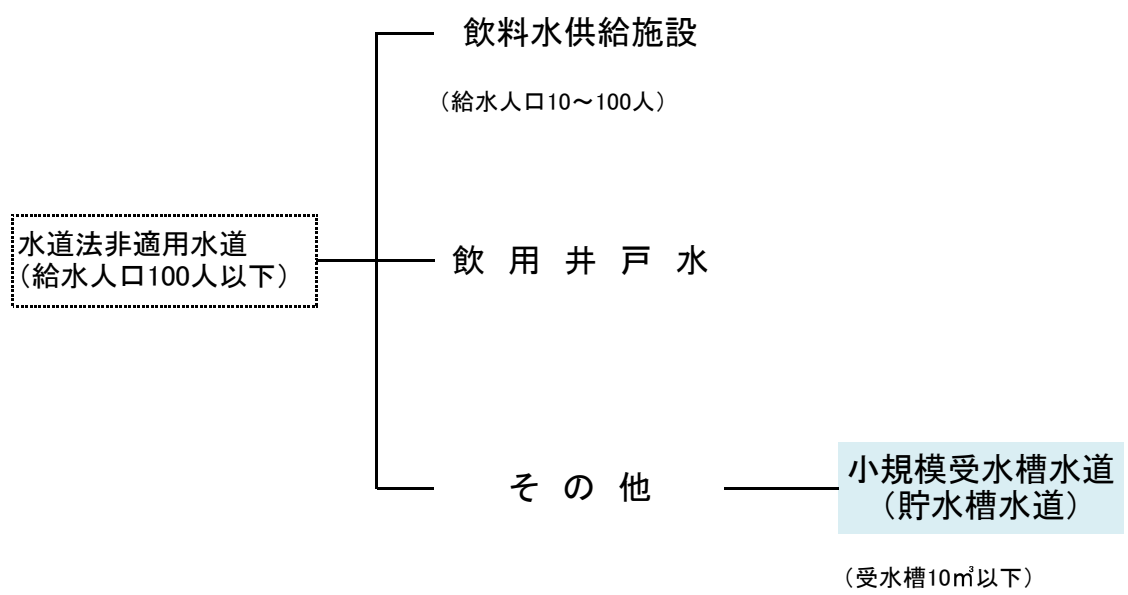 飲料水供給施設
（給水人口10～100人）
水道法非適用水道
（給水人口100人以下）
飲用井戸水
その他
小規模受水槽水道
（貯水槽水道）
（受水槽10㎥以下）